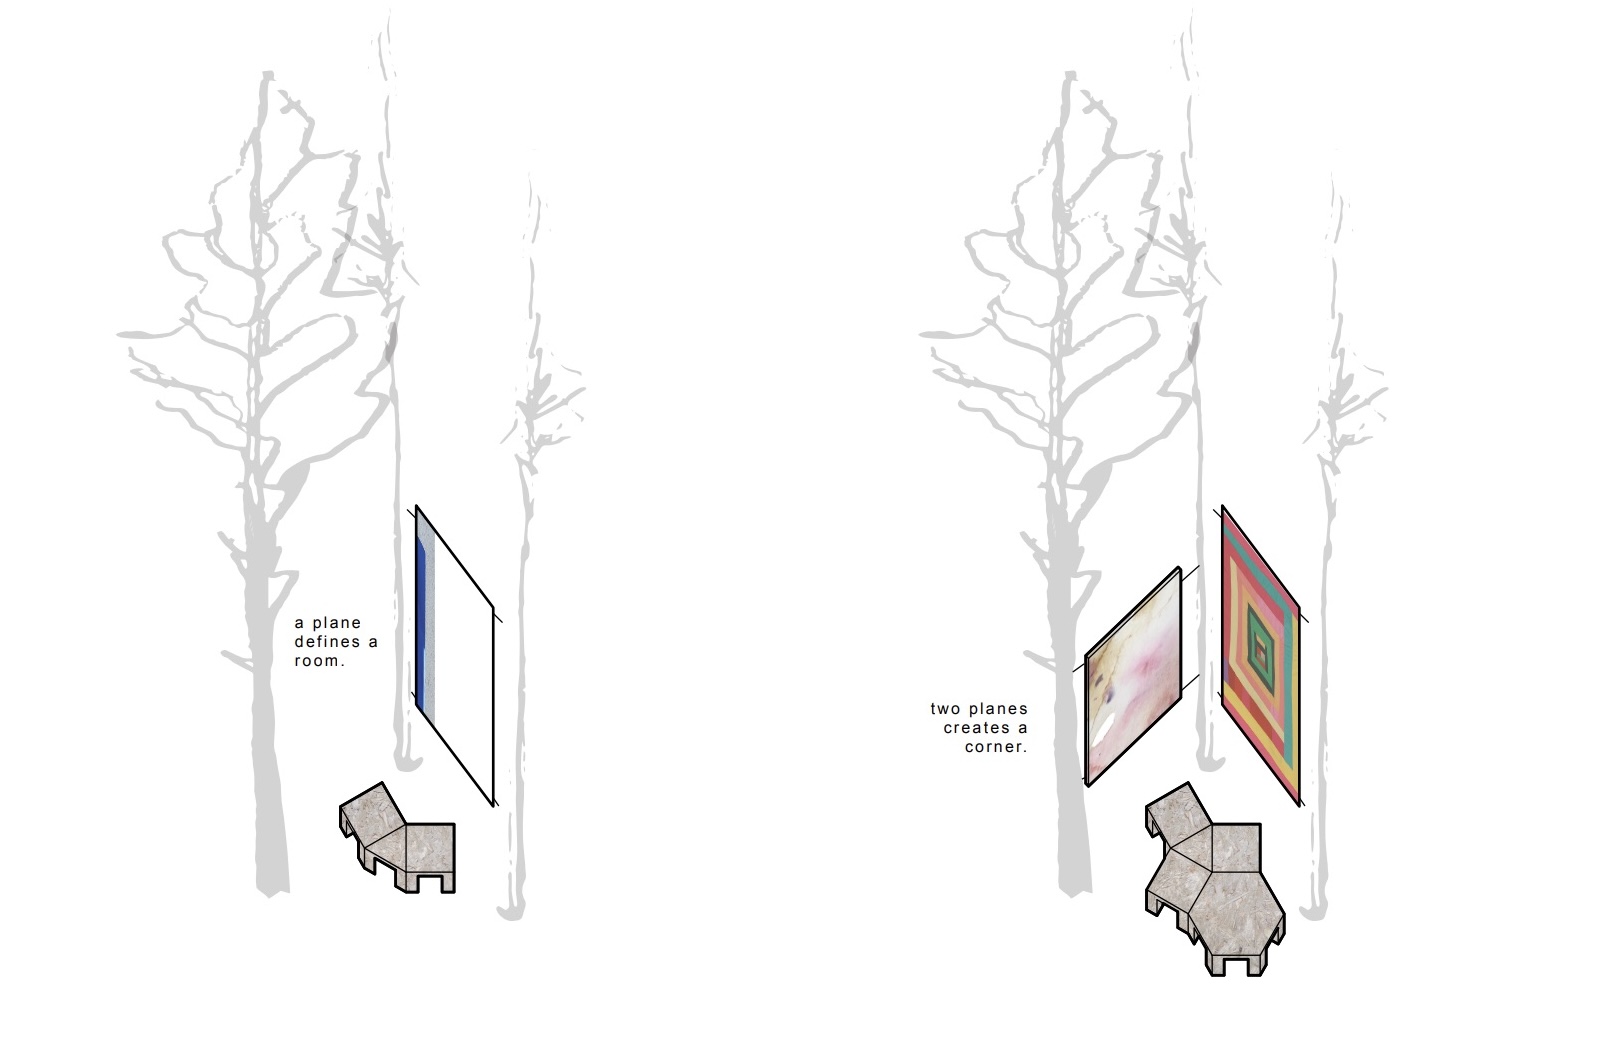 a plane
defines a
room.
two planes
creates a
corner.